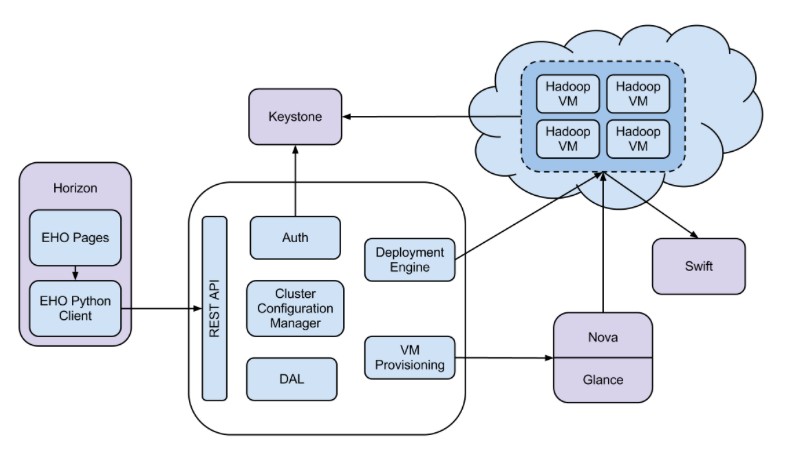 Hadoop
VM
Hadoop
VM
Hadoop
VM
Hadoop
VM
Keystone
Horizon
EHO Pages
EHO Python
Client
REST API
Auth
Cluster
Configuration
Manager
DAL
Deployment
Engine
VM
Provisioning
Swift
Nova
Glance